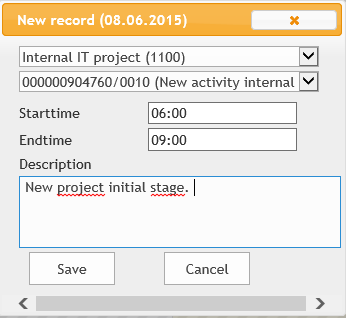 New record (08.06.2015)
Internal IT project (1100)
000000904760/0010 (New activity internal
Starttime 06:00
Endtime 09:00
Description
New project initial stage.
Save Cancel